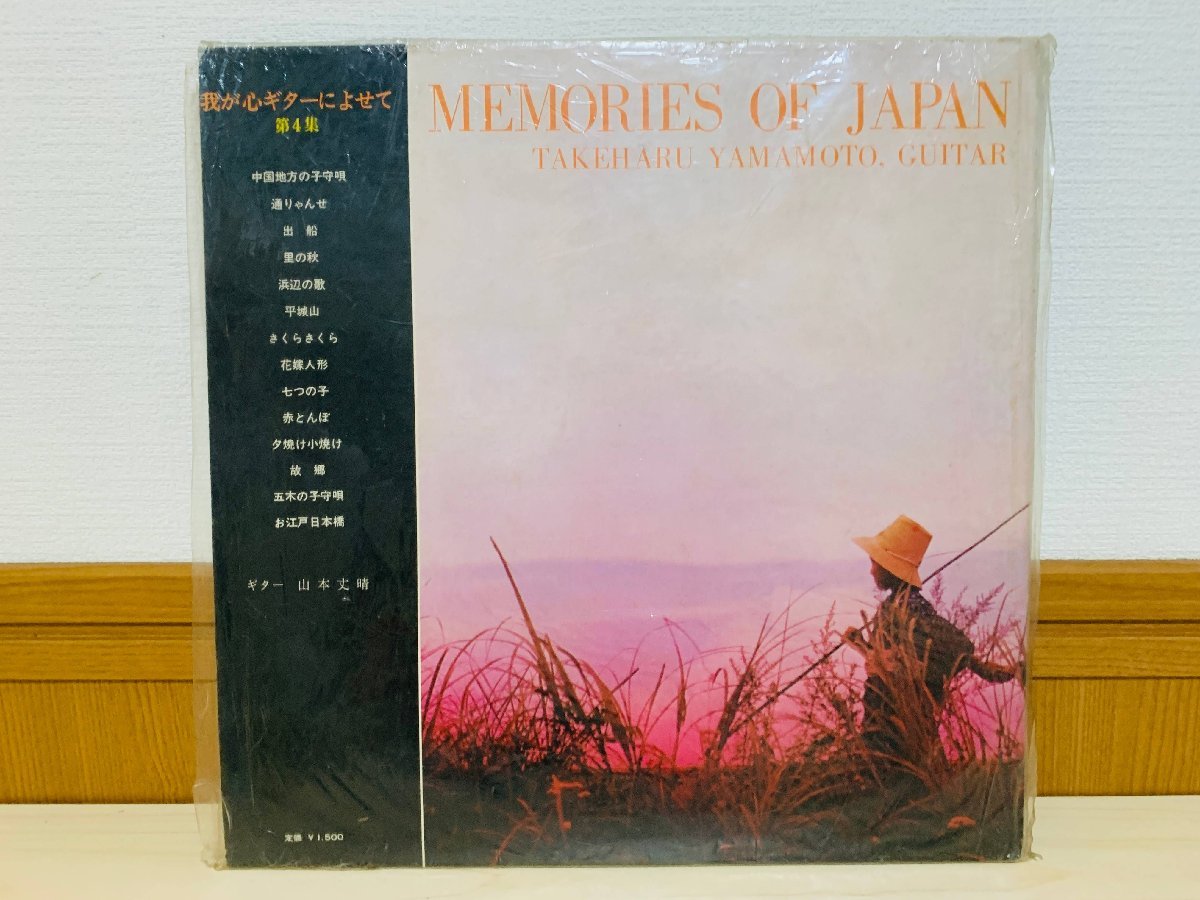 我が心ギターによせて
第4集
中国地方の子守唄
通りゃんせ
出船
里の秋
浜辺の歌
平城山
さくらさくら
花嫁人形
七つの子
赤とんぼ
夕焼け小焼け
故郷
五木の子守唄
お江戸日本橋
ギター 山本丈晴
定価 ¥1,500
MEMORIES OF JAPAN
TAKEHARU YAMAMOTO, GUITAR